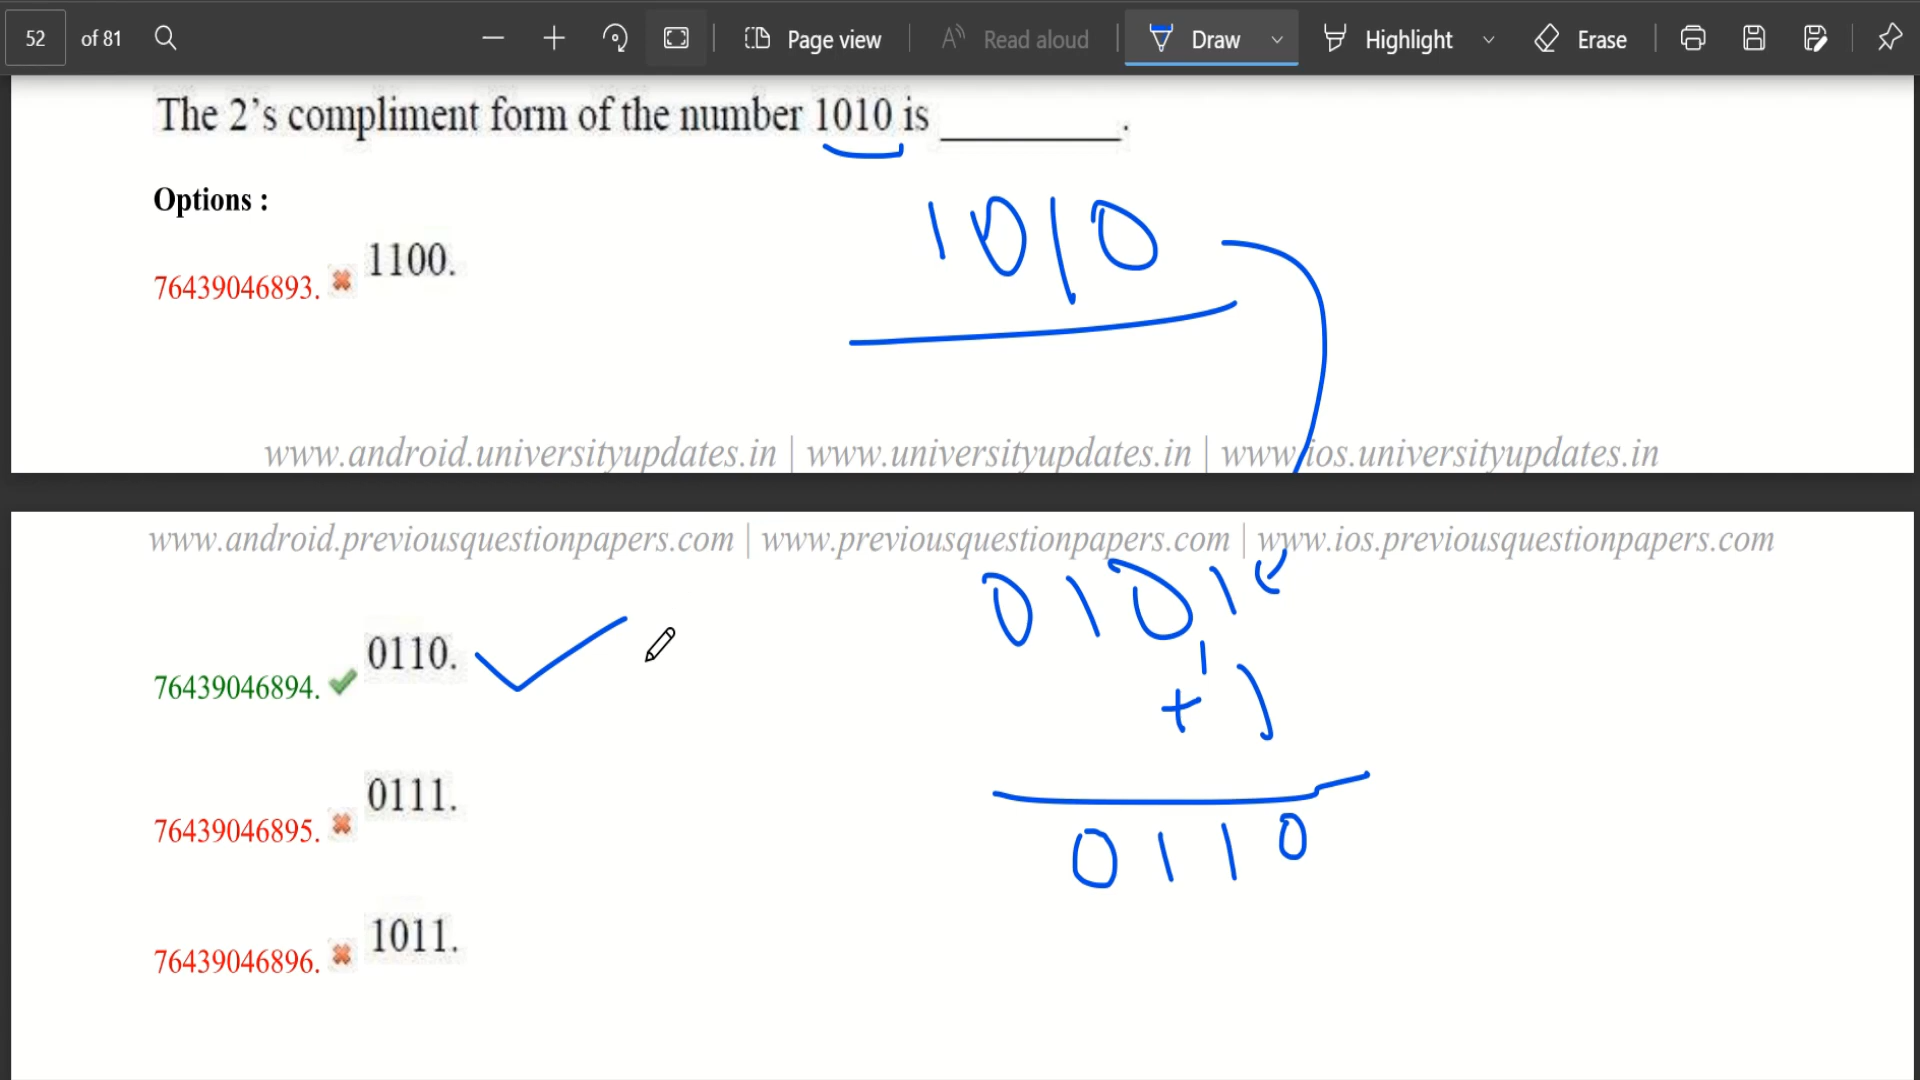 52 of 81 Page view Read aloud Draw Highlight Erase
The 2's compliment form of the number 1010 is _________.
Options :
1010
76439046893. 1100.
www.android.universityupdates.in | www.universityupdates.in | www.ios.universityupdates.in
www.android.previousquestionpapers.com | www.previousquestionpapers.com | www.ios.previousquestionpapers.com
0101
76439046894. 0110.
1
+ 1
76439046895. 0111.
0110
76439046896. 1011.